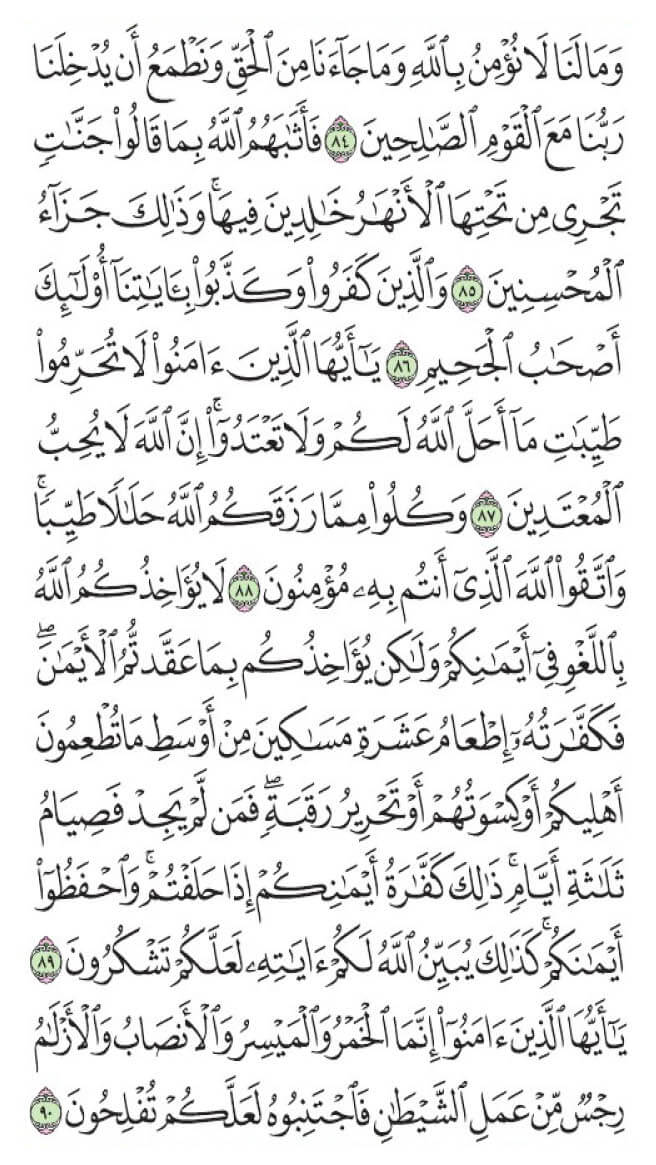 وَمَا لَنَا لَا نُؤْمِنُ بِٱللَّهِ وَمَا جَآءَنَا مِنَ ٱلْحَقِّ وَنَطْمَعُ أَن يُدْخِلَنَا
رَبُّنَا مَعَ ٱلْقَوْمِ ٱلصَّٰلِحِينَ ٨٤ فَأَثَٰبَهُمُ ٱللَّهُ بِمَا قَالُوا۟ جَنَّٰتٍ
تَجْرِى مِن تَحْتِهَا ٱلْأَنْهَٰرُ خَٰلِدِينَ فِيهَا ۚ وَذَٰلِكَ جَزَآءُ
ٱلْمُحْسِنِينَ ٨٥ وَٱلَّذِينَ كَفَرُوا۟ وَكَذَّبُوا۟ بِـَٔايَٰتِنَآ أُو۟لَٰٓئِكَ
أَصْحَٰبُ ٱلْجَحِيمِ ٨٦ يَٰٓأَيُّهَا ٱلَّذِينَ ءَامَنُوا۟ لَا تُحَرِّمُوا۟
طَيِّبَٰتِ مَآ أَحَلَّ ٱللَّهُ لَكُمْ وَلَا تَعْتَدُوٓا۟ ۚ إِنَّ ٱللَّهَ لَا يُحِبُّ
ٱلْمُعْتَدِينَ ٨٧ وَكُلُوا۟ مِمَّا رَزَقَكُمُ ٱللَّهُ حَلَٰلًا طَيِّبًا ۚ
وَٱتَّقُوا۟ ٱللَّهَ ٱلَّذِىٓ أَنتُم بِهِۦ مُؤْمِنُونَ ٨٨ لَا يُؤَاخِذُكُمُ ٱللَّهُ
بِٱللَّغْوِ فِىٓ أَيْمَٰنِكُمْ وَلَٰكِن يُؤَاخِذُكُم بِمَا عَقَّدتُّمُ ٱلْأَيْمَٰنَ ۖ
فَكَفَّٰرَتُهُۥٓ إِطْعَامُ عَشَرَةِ مَسَٰكِينَ مِنْ أَوْسَطِ مَا تُطْعِمُونَ
أَهْلِيكُمْ أَوْ كِسْوَتُهُمْ أَوْ تَحْرِيرُ رَقَبَةٍ ۖ فَمَن لَّمْ يَجِدْ فَصِيَامُ
ثَلَٰثَةِ أَيَّامٍ ۚ ذَٰلِكَ كَفَّٰرَةُ أَيْمَٰنِكُمْ إِذَا حَلَفْتُمْ ۚ وَٱحْفَظُوٓا۟
أَيْمَٰنَكُمْ ۚ كَذَٰلِكَ يُبَيِّنُ ٱللَّهُ لَكُمْ ءَايَٰتِهِۦ لَعَلَّكُمْ تَشْكُرُونَ ٨٩
يَٰٓأَيُّهَا ٱلَّذِينَ ءَامَنُوٓا۟ إِنَّمَا ٱلْخَمْرُ وَٱلْمَيْسِرُ وَٱلْأَنصَابُ وَٱلْأَزْلَٰمُ
رِجْسٌ مِّنْ عَمَلِ ٱلشَّيْطَٰنِ فَٱجْتَنِبُوهُ لَعَلَّكُمْ تُفْلِحُونَ ٩٠